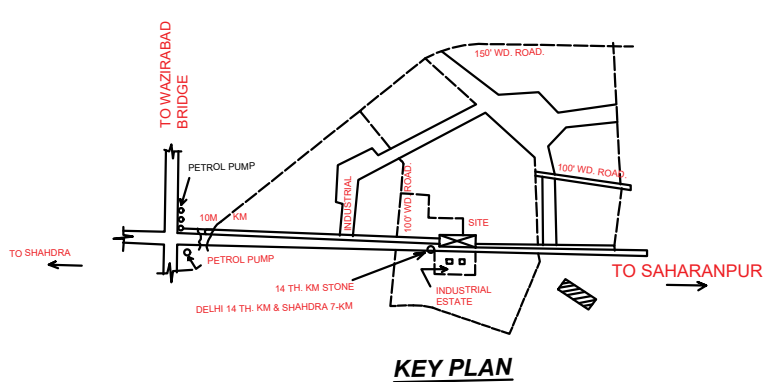 TO WAZIRABAD
BRIDGE
150' WD. ROAD.
PETROL PUMP
100' WD. ROAD.
INDUSTRIAL
100' WD. ROAD.
10M KM
SITE
TO SHAHDRA
PETROL PUMP
TO SAHARANPUR
14 TH. KM STONE
INDUSTRIAL
ESTATE
DELHI 14 TH. KM & SHAHDRA 7-KM
KEY PLAN